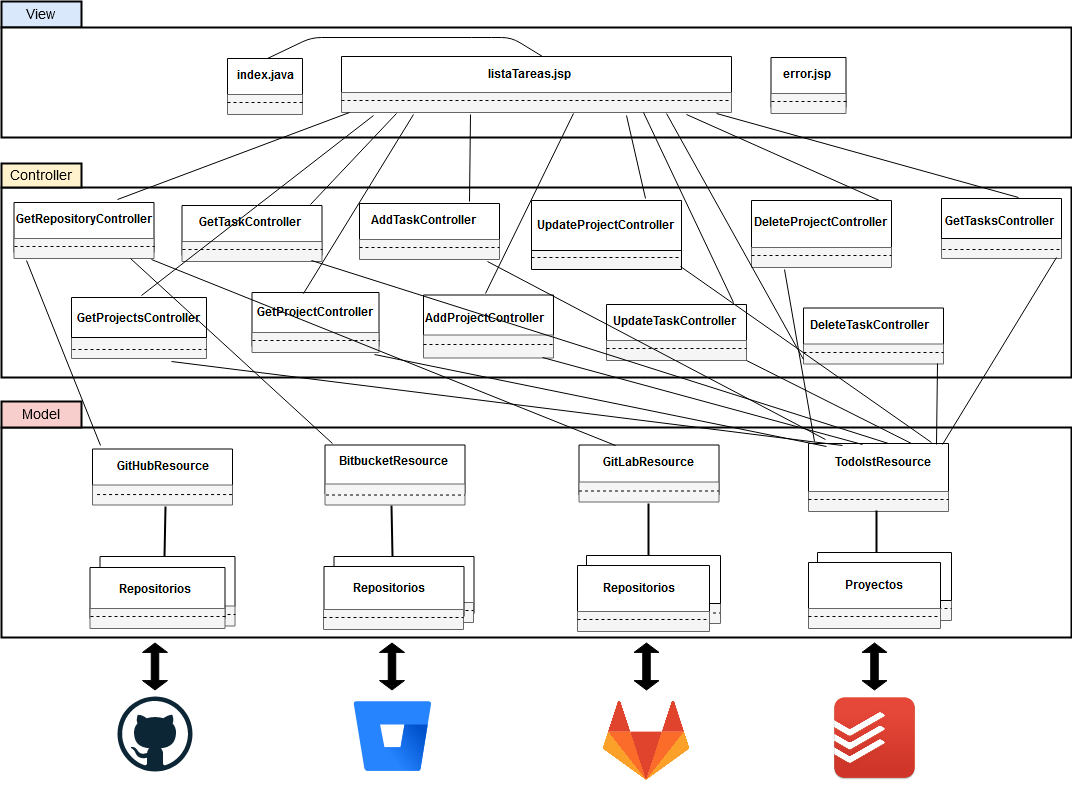 View
index.java
listaTareas.jsp
error.jsp
Controller
GetRepositoryController
GetTaskController
AddTaskController
UpdateProjectController
DeleteProjectController
GetTasksController
GetProjectsController
GetProjectController
AddProjectController
UpdateTaskController
DeleteTaskController
Model
GitHubResource
BitbucketResource
GitLabResource
TodoIstResource
Repositorios
Repositorios
Repositorios
Proyectos